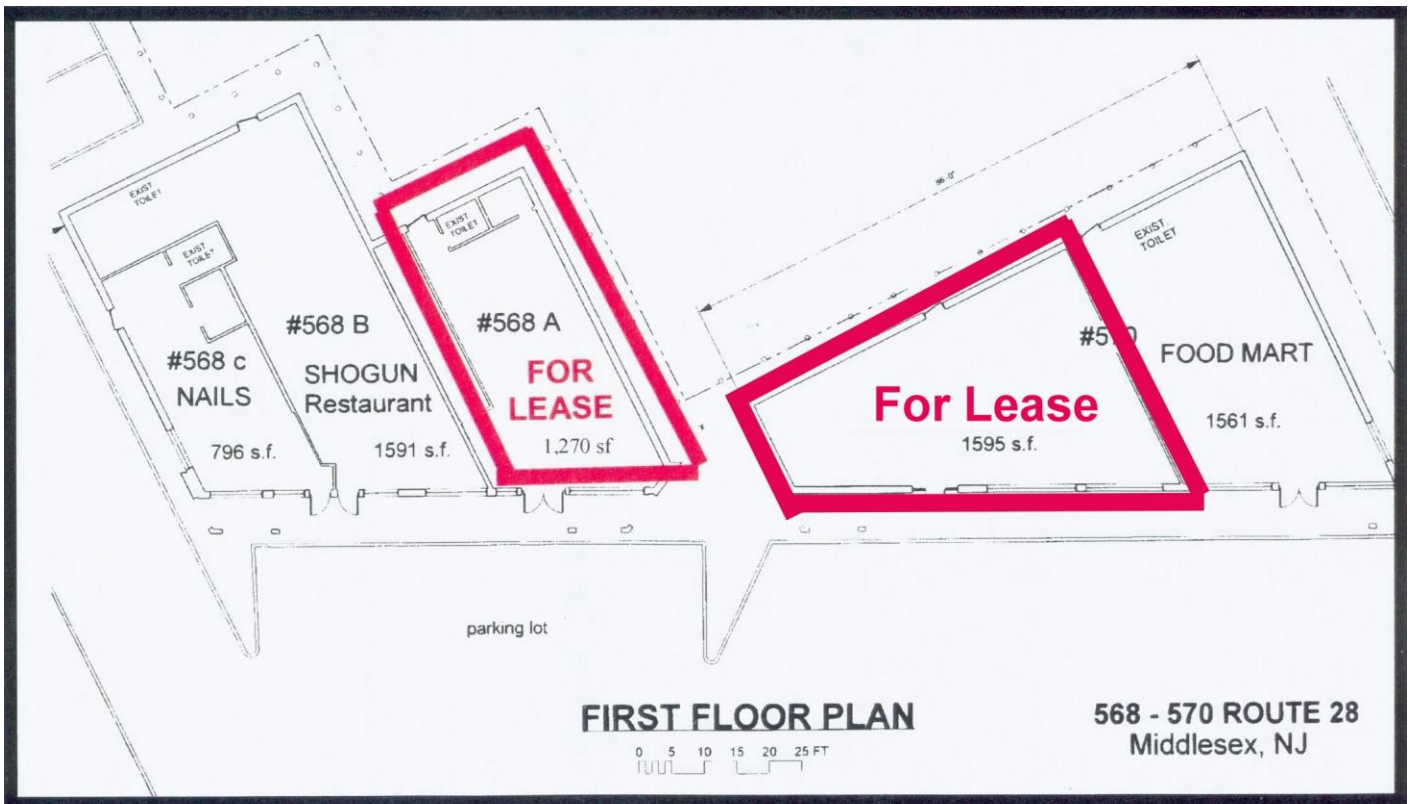 EXIST
TOILET
EXIST
TOILET
#568 c
NAILS
796 s.f.
#568 B
SHOGUN
Restaurant
1591 s.f.
EXIST
TOILET
#568 A
FOR
LEASE
1,270 sf
For Lease
1595 s.f.
EXIST
TOILET
FOOD MART
1561 s.f.
parking lot
FIRST FLOOR PLAN
0 5 10 15 20 25 FT
568 - 570 ROUTE 28
Middlesex, NJ